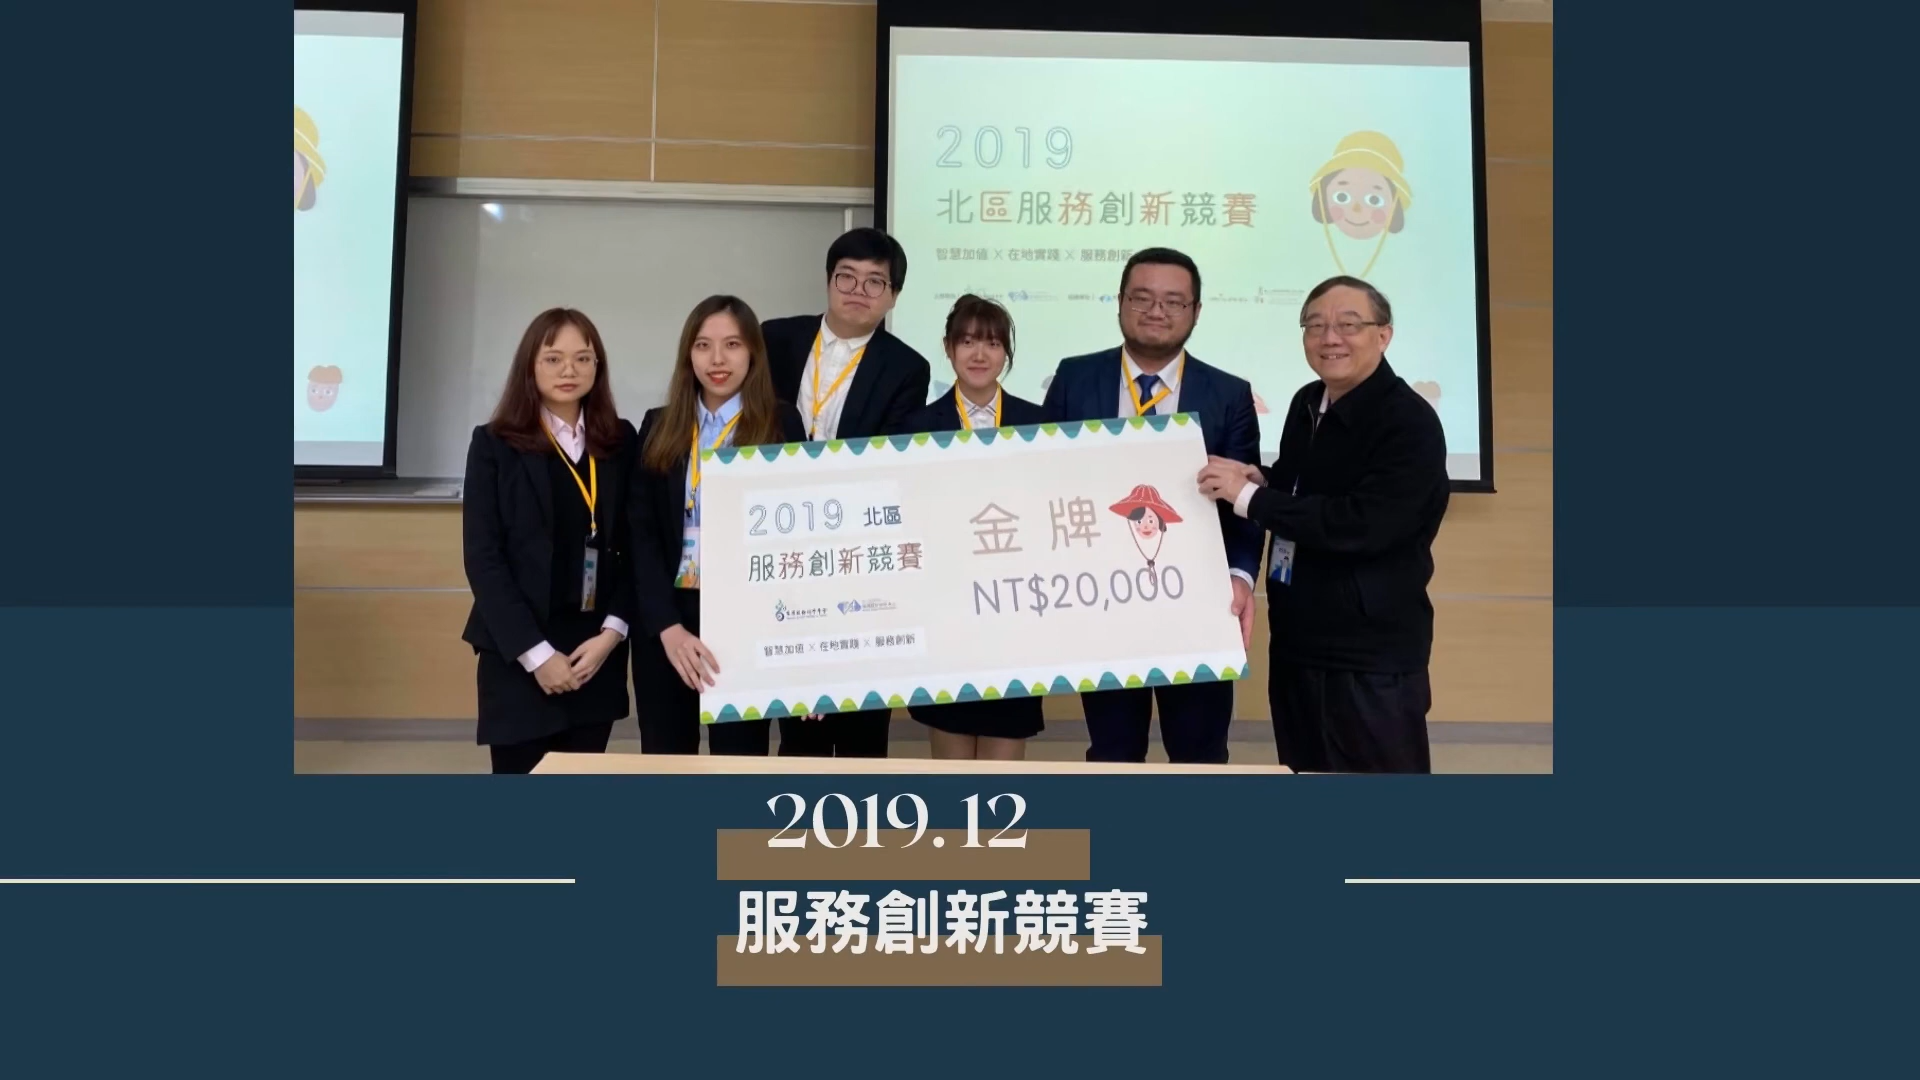 2019
北區服務創新競賽
智慧加值 X 在地實踐 X 服務創新
2019 北區
服務創新競賽
智慧加值 X 在地實踐 X 服務創新
金牌
NT$20,000
2019.12
服務創新競賽